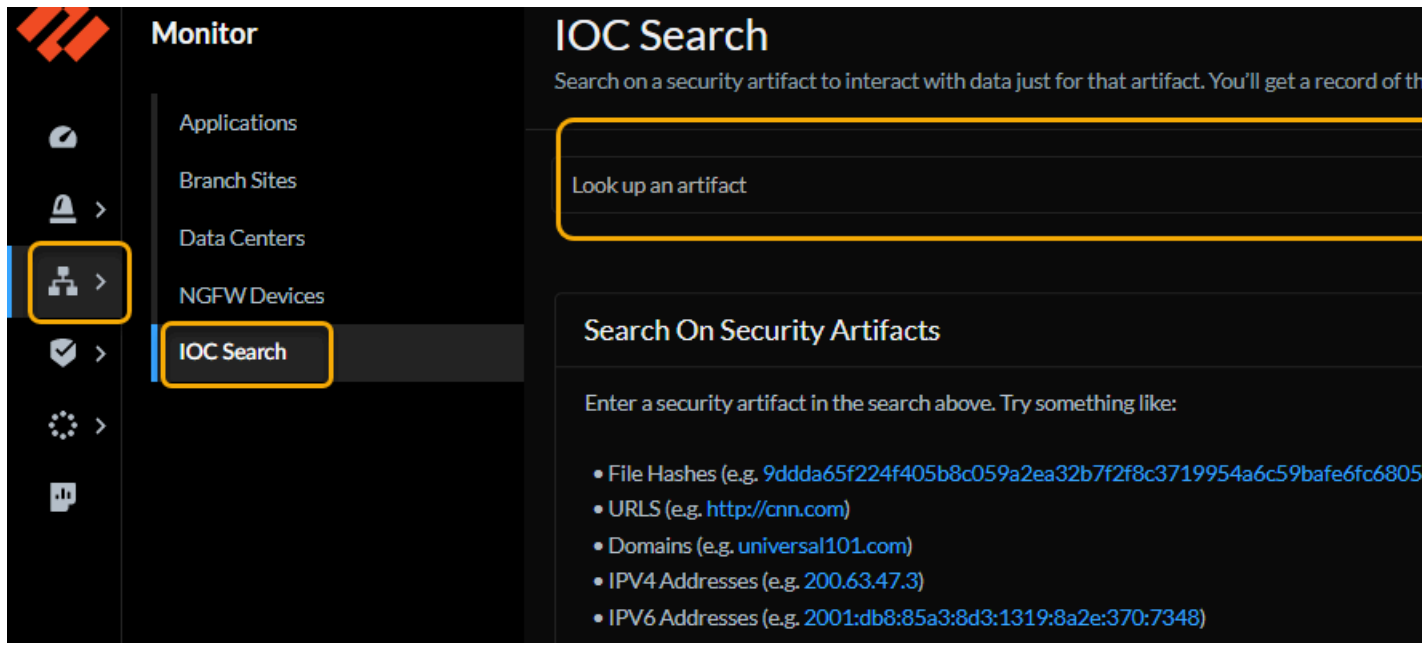 Monitor
Applications
Branch Sites
Data Centers
NGFW Devices
IOC Search
IOC Search
Search on a security artifact to interact with data just for that artifact. You'll get a record of th
Look up an artifact
Search On Security Artifacts
Enter a security artifact in the search above. Try something like:
• File Hashes (e.g. 9ddda65f224f405b8c059a2ea32b7f2f8c3719954a6c59bafe6fc6805
• URLS (e.g. http://cnn.com)
• Domains (e.g. universal101.com)
• IPV4 Addresses (e.g. 200.63.47.3)
• IPV6 Addresses (e.g. 2001:db8:85a3:8d3:1319:8a2e:370:7348)